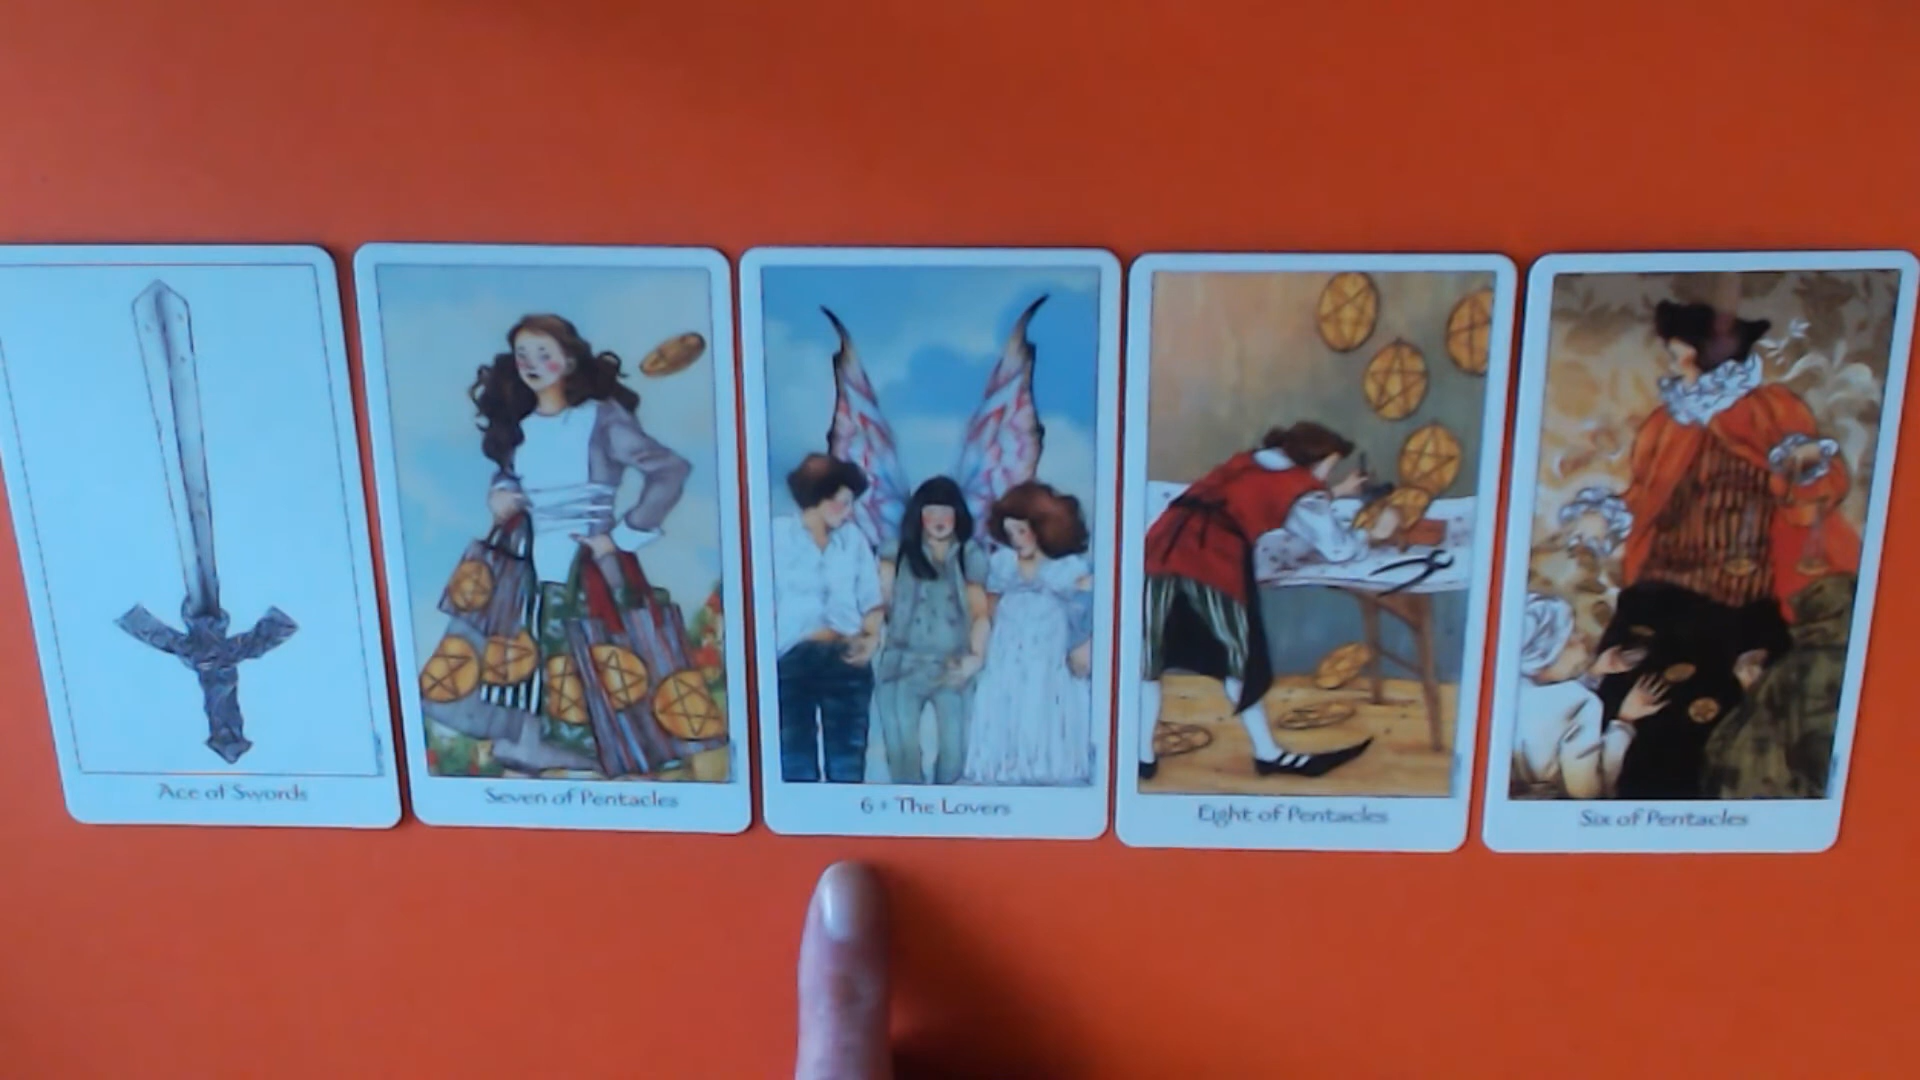 Ace of Swords
Seven of Pentacles
6 • The Lovers
Eight of Pentacles
Six of Pentacles